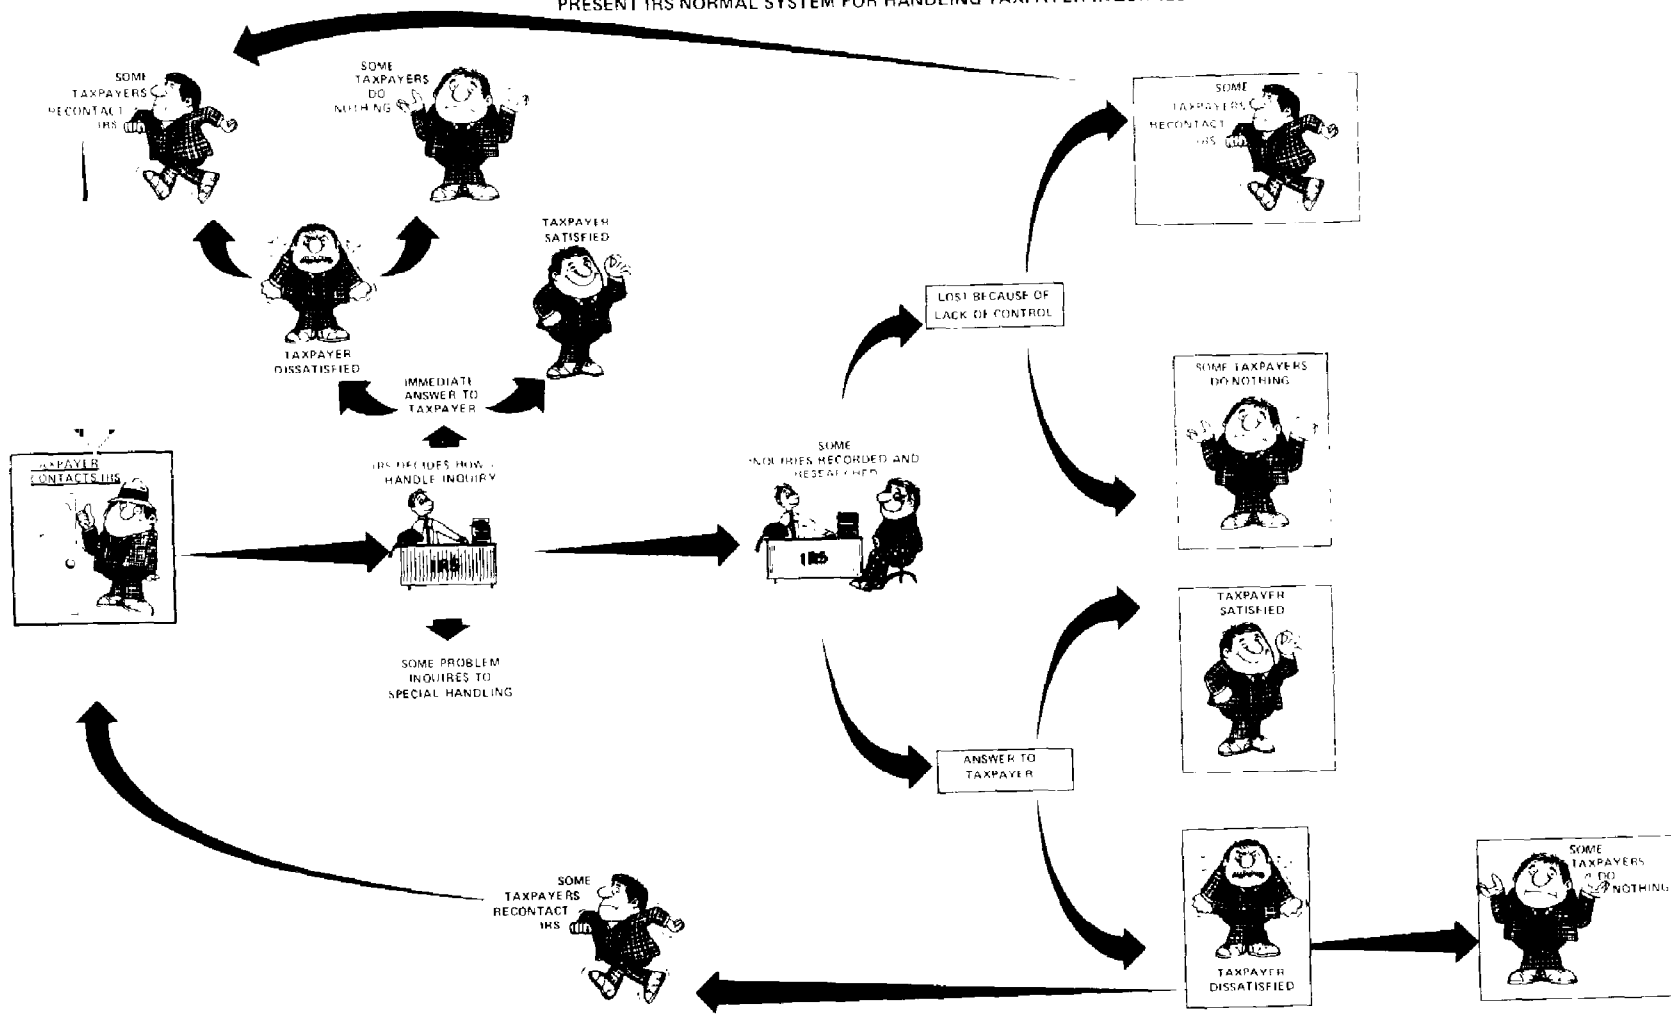 PRESENT IRS NORMAL SYSTEM FOR HANDLING TAXPAYER
SOME
TAXPAYERS
RECONTACT
IRS
SOME
TAXPAYERS
DO
NOTHING
SOME
TAXPAYERS
RECONTACT
IRS
TAXPAYER
SATISFIED
TAXPAYER
DISSATISFIED
LOST BECAUSE OF
LACK OF CONTROL
IMMEDIATE
ANSWER TO
TAXPAYER
SOME TAXPAYERS
DO NOTHING
TAXPAYER
CONTACTS IRS
IRS DECIDES HOW
HANDLE INQUIRY
IRS
SOME
INQUIRIES RECORDED AND
RESEARCHED
IRS
SOME PROBLEM
INQUIRES TO
SPECIAL HANDLING
TAXPAYER
SATISFIED
ANSWER TO
TAXPAYER
SOME
TAXPAYERS
RECONTACT
IRS
TAXPAYER
DISSATISFIED
SOME
TAXPAYERS
DO
NOTHING